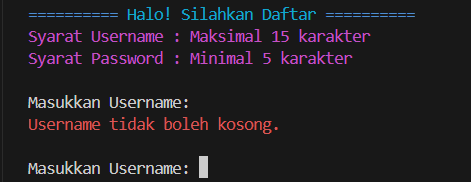 ========== Halo! Silahkan Daftar ==========
Syarat Username : Maksimal 15 karakter
Syarat Password : Minimal 5 karakter
Masukkan Username:
Username tidak boleh kosong.
Masukkan Username: